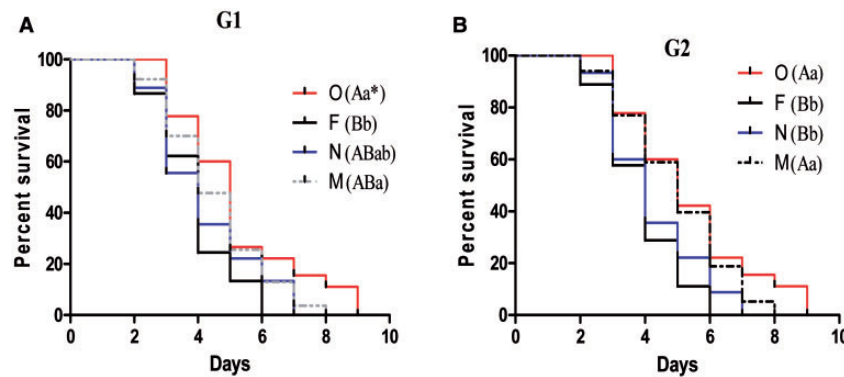 A
G1
100
80
60
40
20
0
Percent survival
0 2 4 6 8 10
Days
O (Aa*)
F (Bb)
N (ABab)
M (ABa)
B
G2
100
80
60
40
20
0
Percent survival
0 2 4 6 8 10
Days
O (Aa)
F (Bb)
N (Bb)
M (Aa)